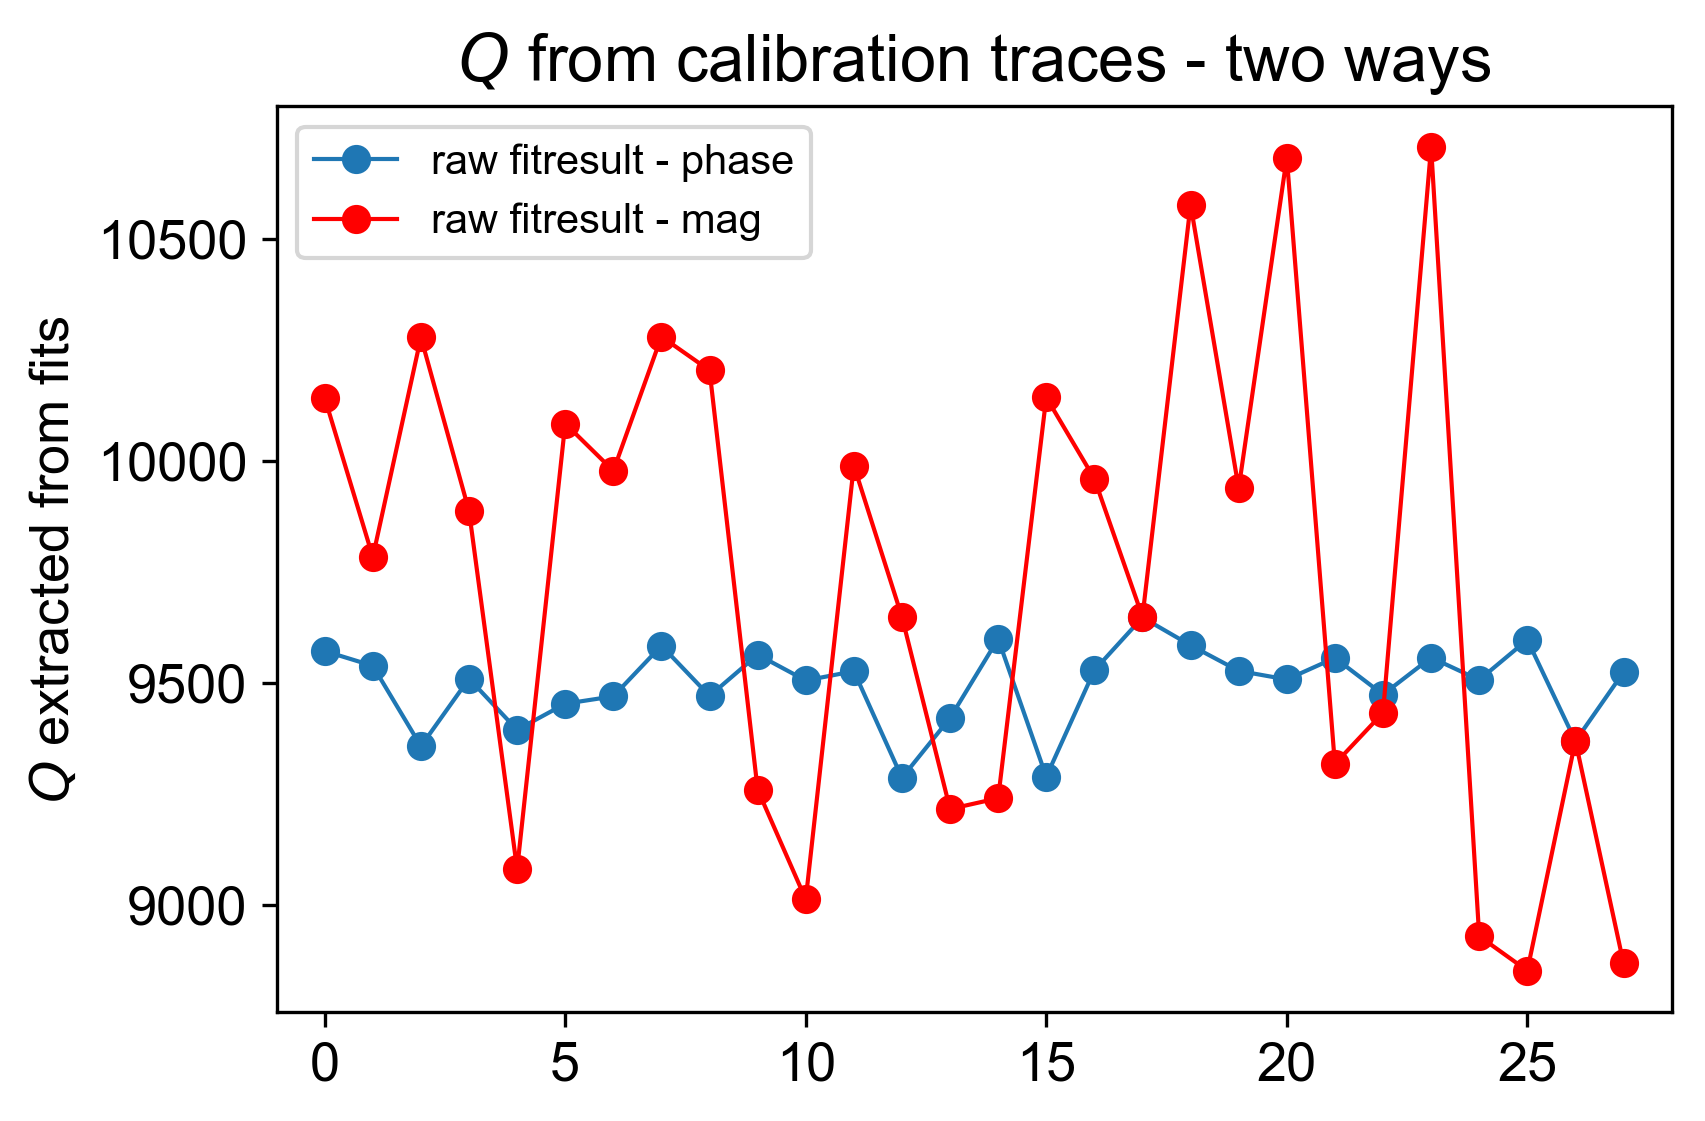 Q from calibration traces - two ways
raw fitresult - phase
raw fitresult - mag
Q extracted from fits
10500
10000
9500
9000
0 5 10 15 20 25